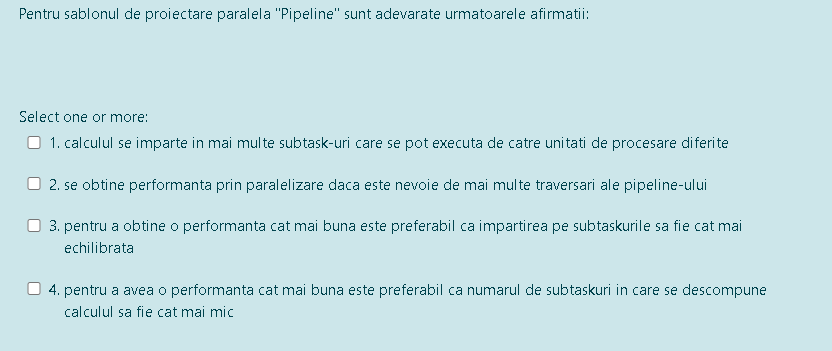 Pentru sablonul de proiectare paralela "Pipeline" sunt adevarate urmatoarele afirmatii:
Select one or more:
1. calculul se imparte in mai multe subtask-uri care se pot executa de catre unitati de procesare diferite
2. se obtine performanta prin paralelizare daca este nevoie de mai multe traversari ale pipeline-ului
3. pentru a obtine o performanta cat mai buna este preferabil ca impartirea pe subtaskurile sa fie cat mai
echilibrata
4. pentru a avea o performanta cat mai buna este preferabil ca numarul de subtaskuri in care se descompune
calculul sa fie cat mai mic